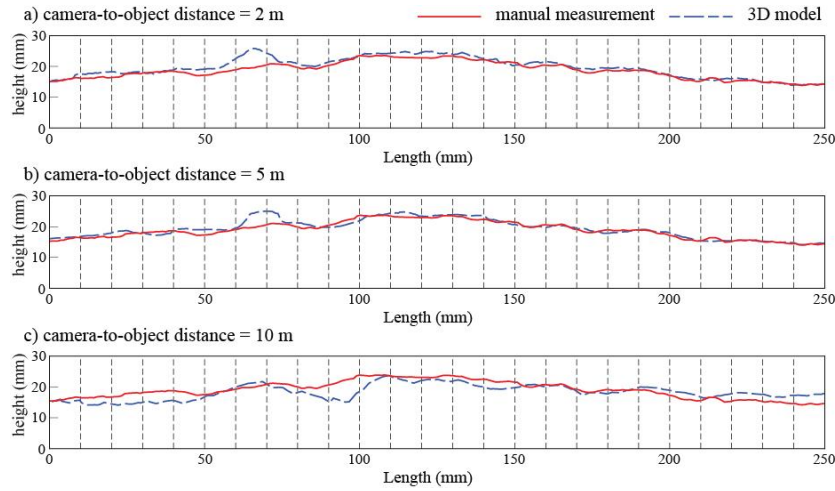 a) camera-to-object distance = 2 m
manual measurement
3D model
height (mm)
30
20
10
0
0 50 100 150 200 250
Length (mm)
b) camera-to-object distance = 5 m
height (mm)
30
20
10
0
0 50 100 150 200 250
Length (mm)
c) camera-to-object distance = 10 m
height (mm)
30
20
10
0
0 50 100 150 200 250
Length (mm)